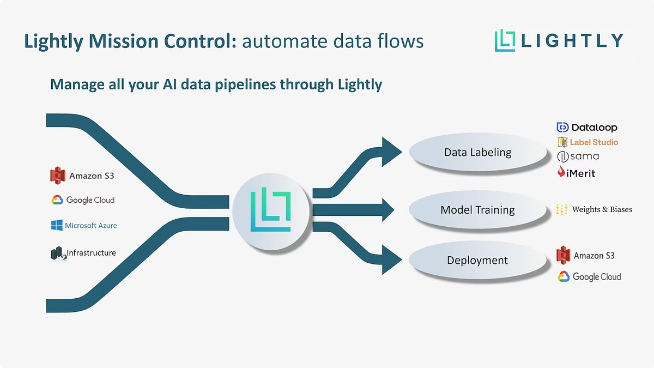 Lightly Mission Control: automate data flows
LIGHTLY
Manage all your AI data pipelines through Lightly
Amazon S3
Google Cloud
Microsoft Azure
Infrastructure
Data Labeling
Dataloop
Label Studio
sama
iMerit
Model Training
Weights & Biases
Deployment
Amazon S3
Google Cloud